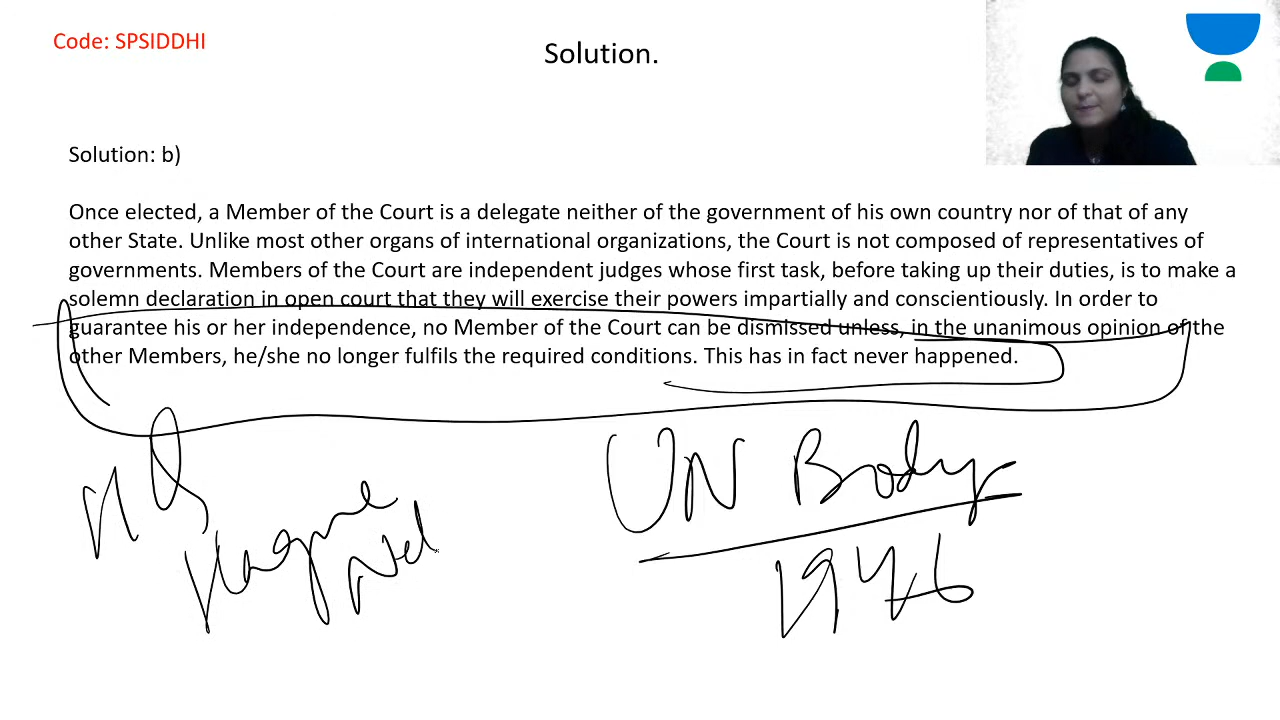 Code: SPSIDDHI
Solution.
Solution: b)
Once elected, a Member of the Court is a delegate neither of the government of his own country nor of that of any
other State. Unlike most other organs of international organizations, the Court is not composed of representatives of
governments. Members of the Court are independent judges whose first task, before taking up their duties, is to make a
solemn declaration in open court that they will exercise their powers impartially and conscientiously. In order to
guarantee his or her independence, no Member of the Court can be dismissed unless, in the unanimous opinion of the
other Members, he/she no longer fulfils the required conditions. This has in fact never happened.
UN Body
Hague
Ned
1946